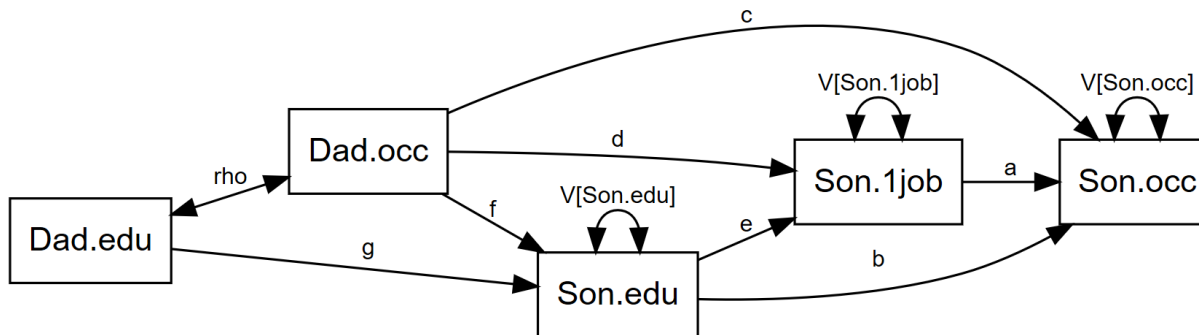 c
V[Son.1job]
V[Son.occ]
Dad.occ
d
Son.1job
a
Son.occ
rho
f
V[Son.edu]
e
Dad.edu
g
Son.edu
b